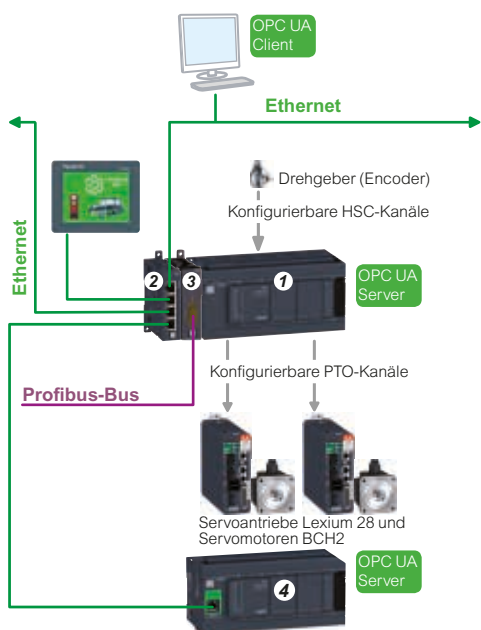 OPC UA
Client
Ethernet
Drehgeber (Encoder)
Konfigurierbare HSC-Kanäle
Ethernet
2
3
1
OPC UA
Server
Konfigurierbare PTO-Kanäle
Profibus-Bus
Servoantriebe Lexium 28 und
Servomotoren BCH2
4
OPC UA
Server